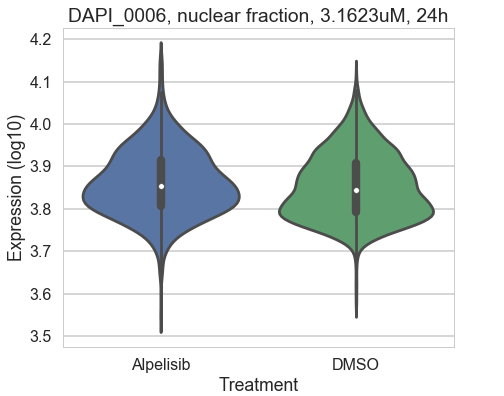 DAPI_0006, nuclear fraction, 3.1623uM, 24h
4.2
4.1
4.0
3.9
3.8
3.7
3.6
3.5
Expression (log10)
Alpelisib
DMSO
Treatment